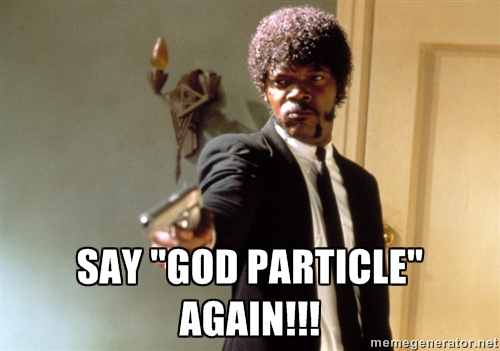 SAY "GOD PARTICLE"
AGAIN!!!
memegenerator.net